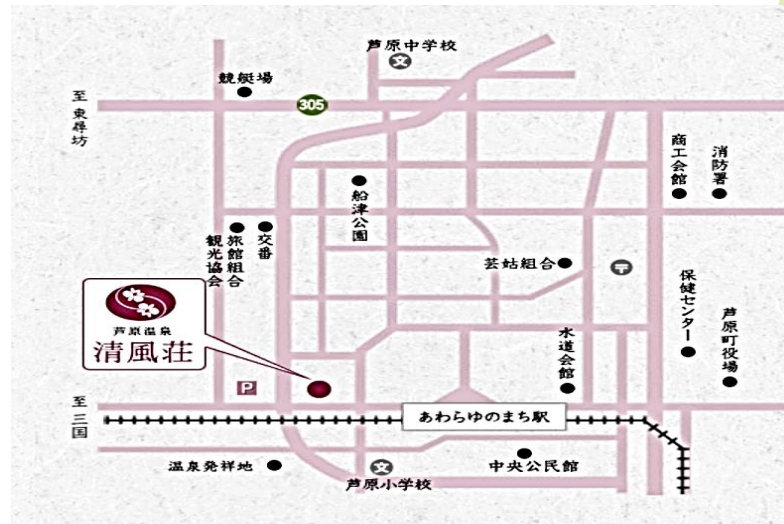 芦原中学校
文
競艇場
305
至東尋坊
商工会館
消防署
船津公園
交番
旅館組合
観光協会
芸妓組合
〒
保健センター
芦原町役場
芦原温泉
清風荘
水道会館
P
至三国
あわらゆのまち駅
温泉発祥地
文
芦原小学校
中央公民館